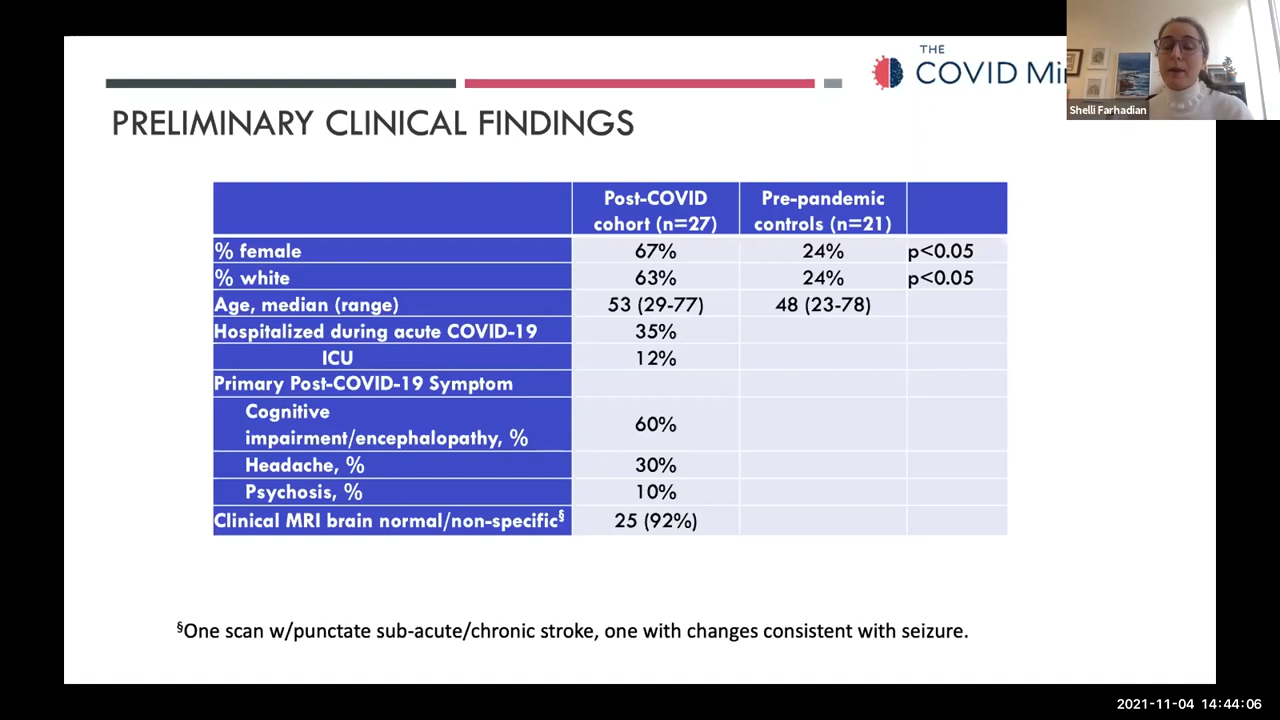 THE
COVID Mi
Shelli Farhadian
PRELIMINARY CLINICAL FINDINGS
Post-COVID cohort (n=27) Pre-pandemic controls (n=21)
% female 67% 24% p<0.05
% white 63% 24% p<0.05
Age, median (range) 53 (29-77) 48 (23-78)
Hospitalized during acute COVID-19 35%
ICU 12%
Primary Post-COVID-19 Symptom
Cognitive impairment/encephalopathy, % 60%
Headache, % 30%
Psychosis, % 10%
Clinical MRI brain normal/non-specific§ 25 (92%)
§One scan w/punctate sub-acute/chronic stroke, one with changes consistent with seizure.
2021-11-04 14:44:06